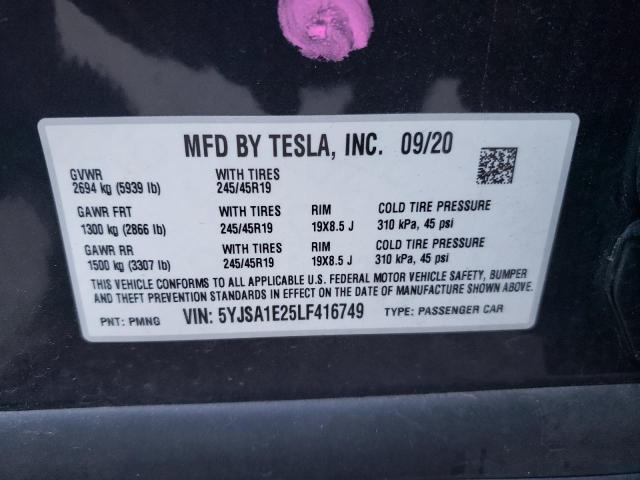 MFD BY TESLA, INC. 09/20
GVWR WITH TIRES
2694 kg (5939 lb) 245/45R19
GAWR FRT WITH TIRES RIM COLD TIRE PRESSURE
1300 kg (2866 lb) 245/45R19 19X8.5 J 310 kPa, 45 psi
GAWR RR WITH TIRES RIM COLD TIRE PRESSURE
1500 kg (3307 lb) 245/45R19 19X8.5 J 310 kPa, 45 psi
THIS VEHICLE CONFORMS TO ALL APPLICABLE U.S. FEDERAL MOTOR VEHICLE SAFETY, BUMPER
AND THEFT PREVENTION STANDARDS IN EFFECT ON THE DATE OF MANUFACTURE SHOWN ABOVE.
PNT: PMNG VIN: 5YJSA1E25LF416749 TYPE: PASSENGER CAR